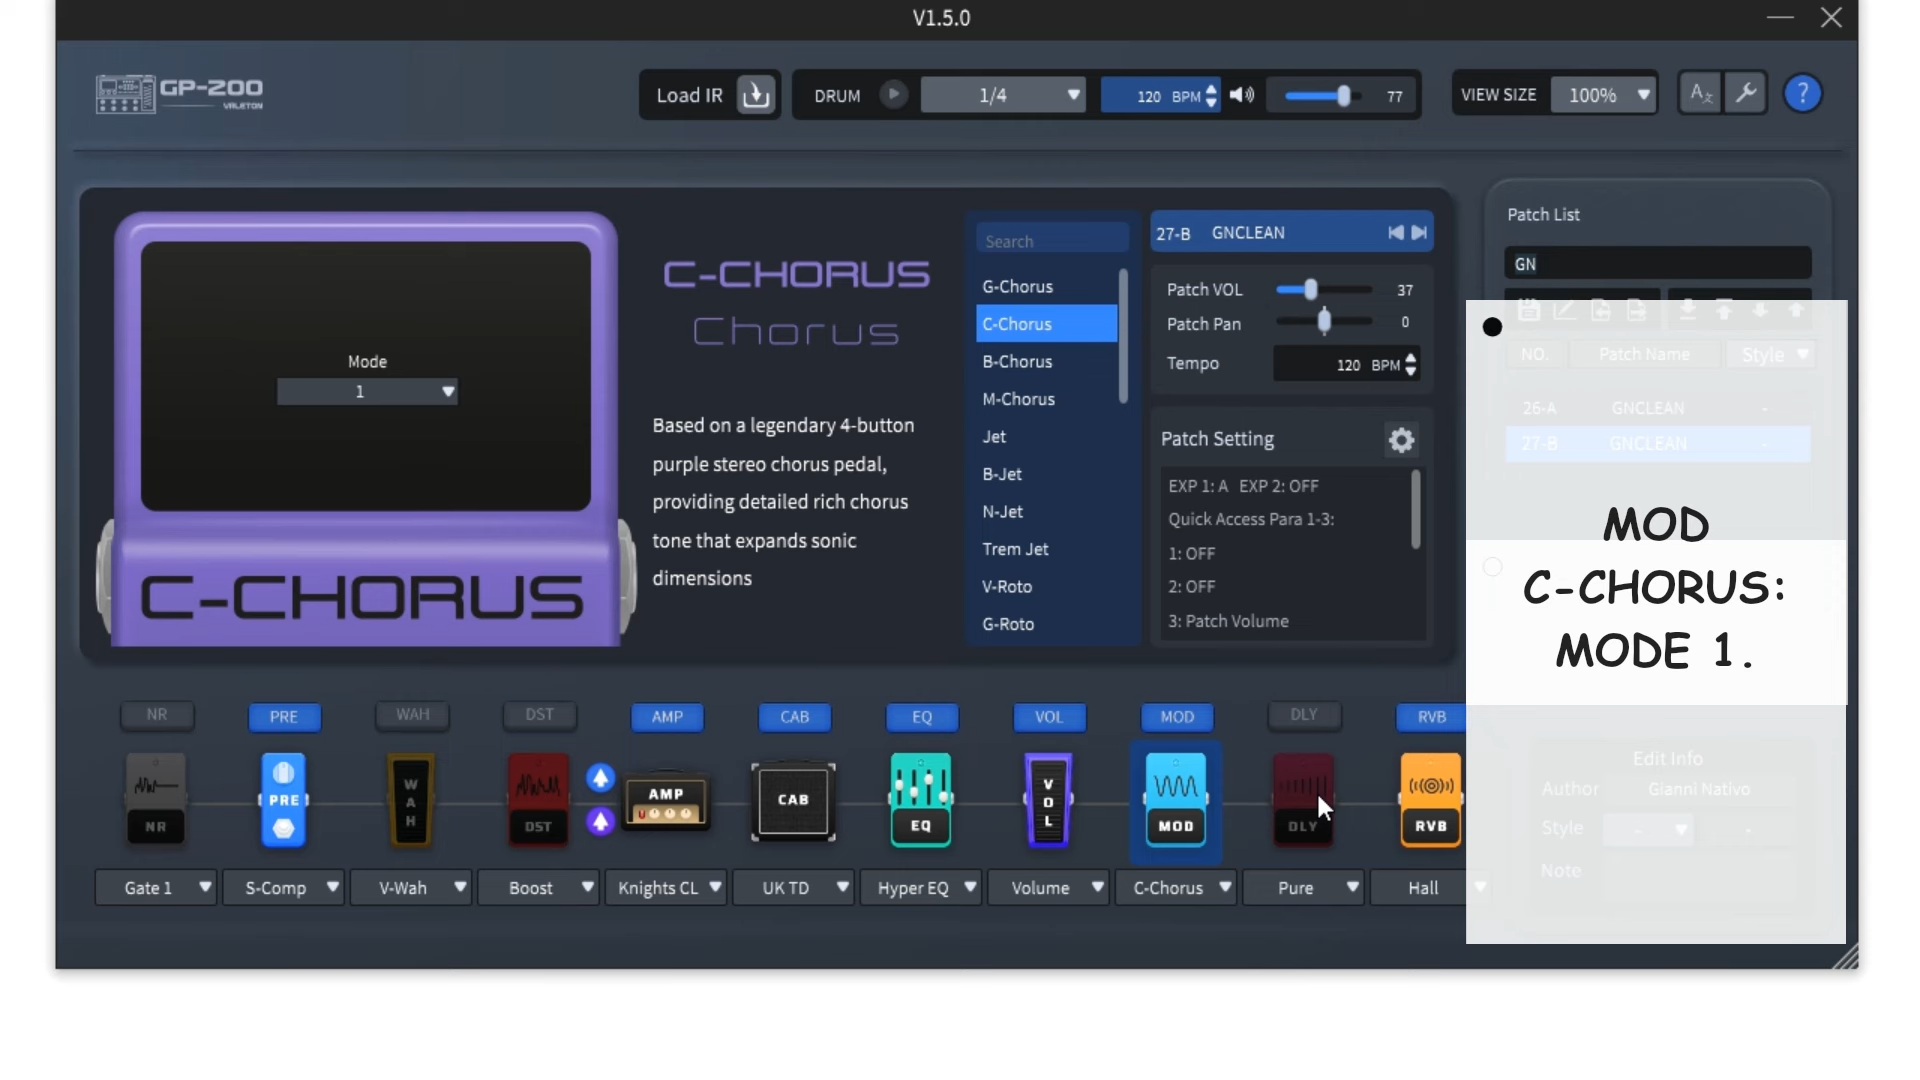 V1.5.0
GP-200
VALETON
Load IR
DRUM
1/4
120 BPM
77
VIEW SIZE
100%
?
C-CHORUS
Chorus
Mode
1
Based on a legendary 4-button
purple stereo chorus pedal,
providing detailed rich chorus
tone that expands sonic
dimensions
C-CHORUS
Search
G-Chorus
C-Chorus
B-Chorus
M-Chorus
Jet
B-Jet
N-Jet
Trem Jet
V-Roto
G-Roto
27-B GNCLEAN
Patch VOL 37
Patch Pan 0
Tempo 120 BPM
Patch Setting
EXP 1: A EXP 2: OFF
Quick Access Para 1-3:
1: OFF
2: OFF
3: Patch Volume
Patch List
GN
NO. Patch Name Style
26-A GNCLEAN -
27-B GNCLEAN -
MOD
C-CHORUS:
MODE 1.
Edit Info
Author Gianni Nativo
Style - -
Note
NR PRE WAH DST AMP CAB EQ VOL MOD DLY RVB
NR PRE WAH DST AMP CAB EQ VOL MOD DLY RVB
Gate 1 S-Comp V-Wah Boost Knights CL UK TD Hyper EQ Volume C-Chorus Pure Hall